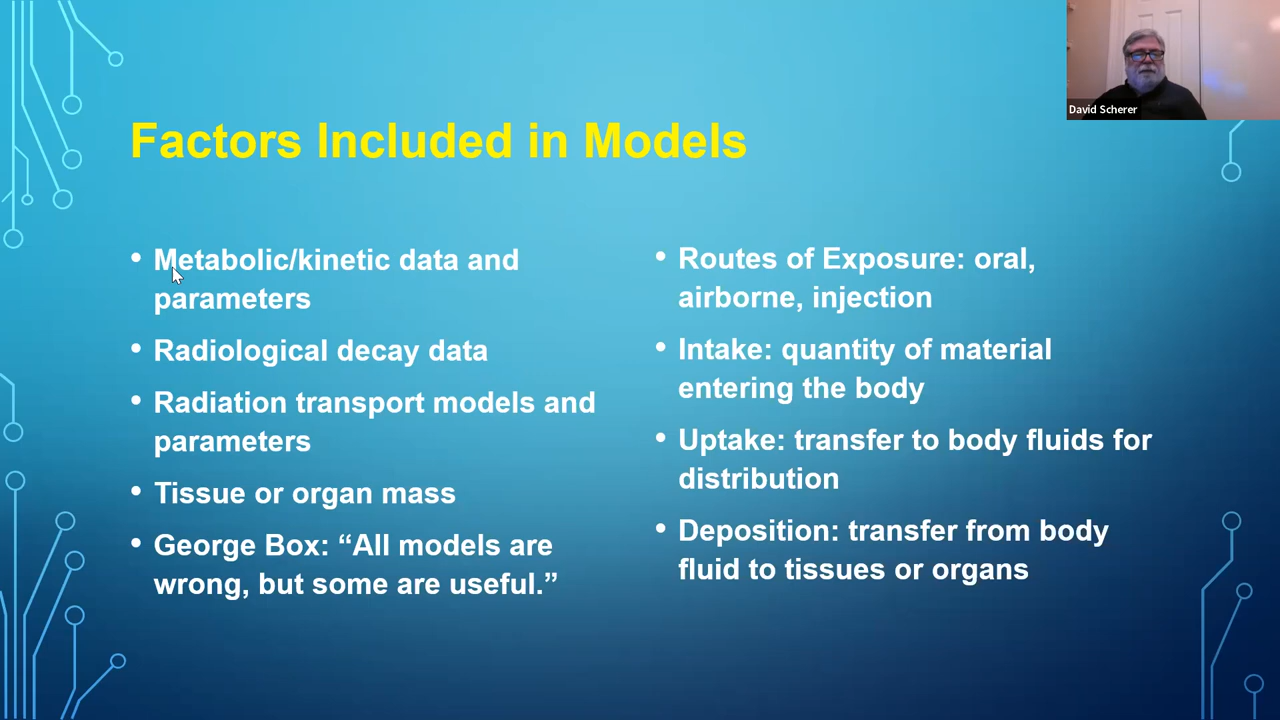 David Scherer
Factors Included in Models
• Metabolic/kinetic data and
parameters
• Radiological decay data
• Radiation transport models and
parameters
• Tissue or organ mass
• George Box: “All models are
wrong, but some are useful.”
• Routes of Exposure: oral,
airborne, injection
• Intake: quantity of material
entering the body
• Uptake: transfer to body fluids for
distribution
• Deposition: transfer from body
fluid to tissues or organs